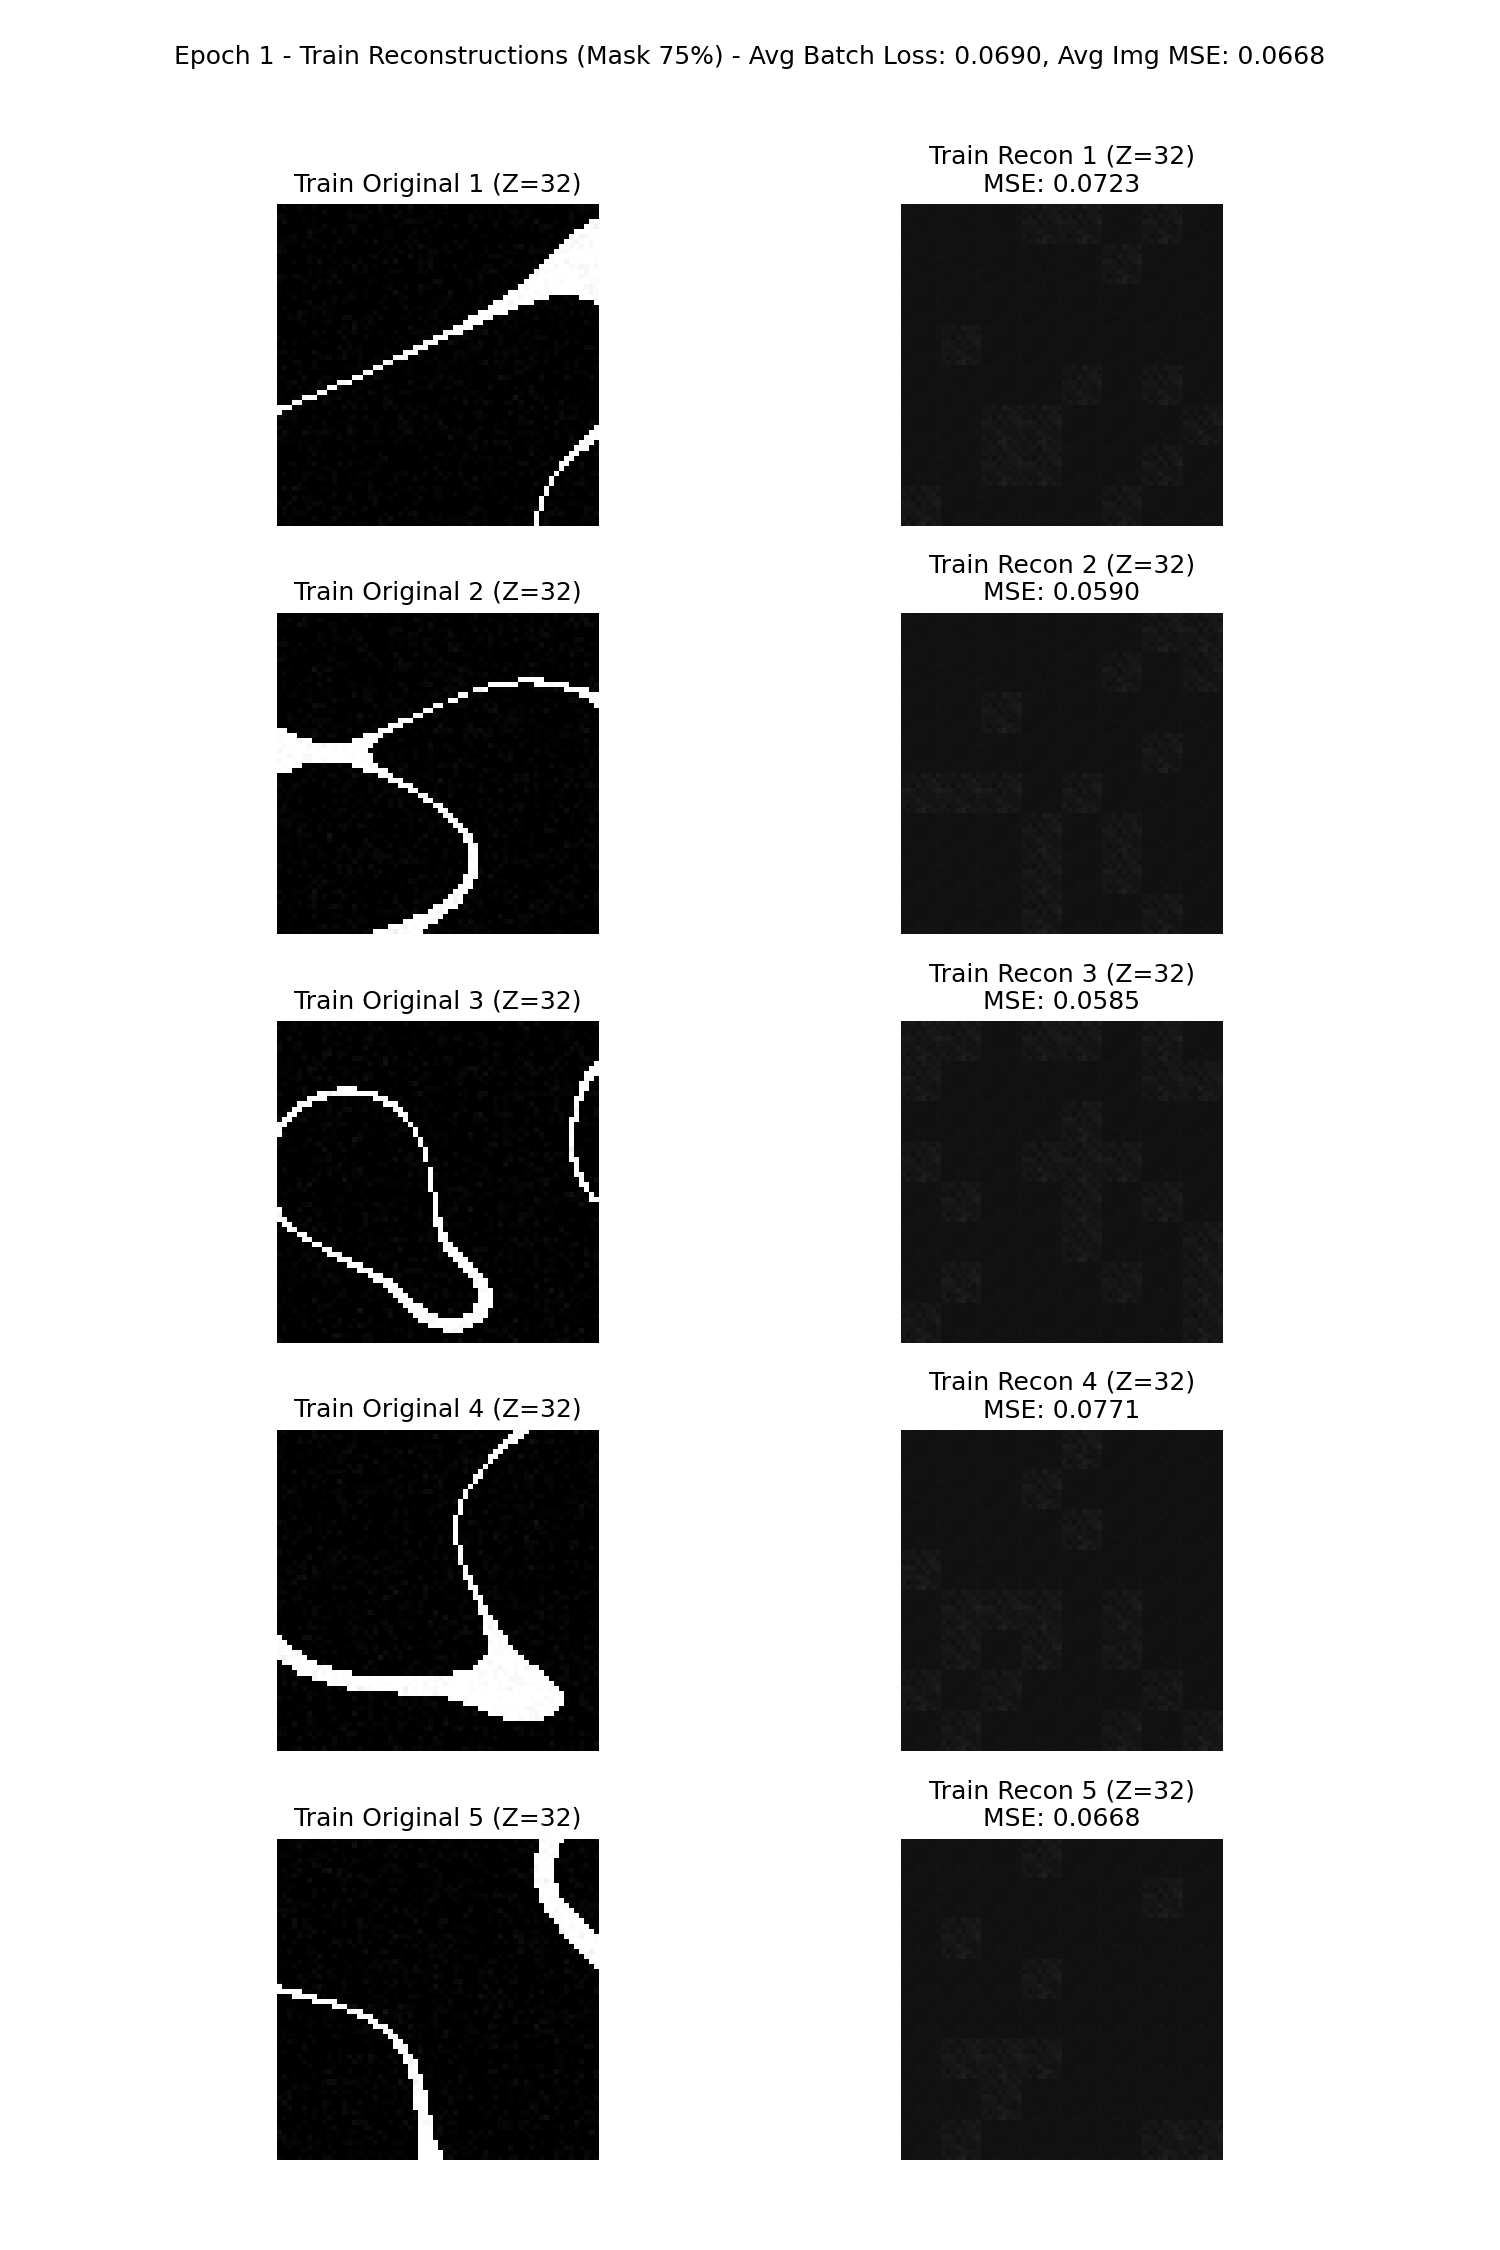 Epoch 1 - Train Reconstructions (Mask 75%) - Avg Batch Loss: 0.0690, Avg Img MSE: 0.0668
Train Original 1 (Z=32)
Train Recon 1 (Z=32)
MSE: 0.0723
Train Original 2 (Z=32)
Train Recon 2 (Z=32)
MSE: 0.0590
Train Original 3 (Z=32)
Train Recon 3 (Z=32)
MSE: 0.0585
Train Original 4 (Z=32)
Train Recon 4 (Z=32)
MSE: 0.0771
Train Original 5 (Z=32)
Train Recon 5 (Z=32)
MSE: 0.0668